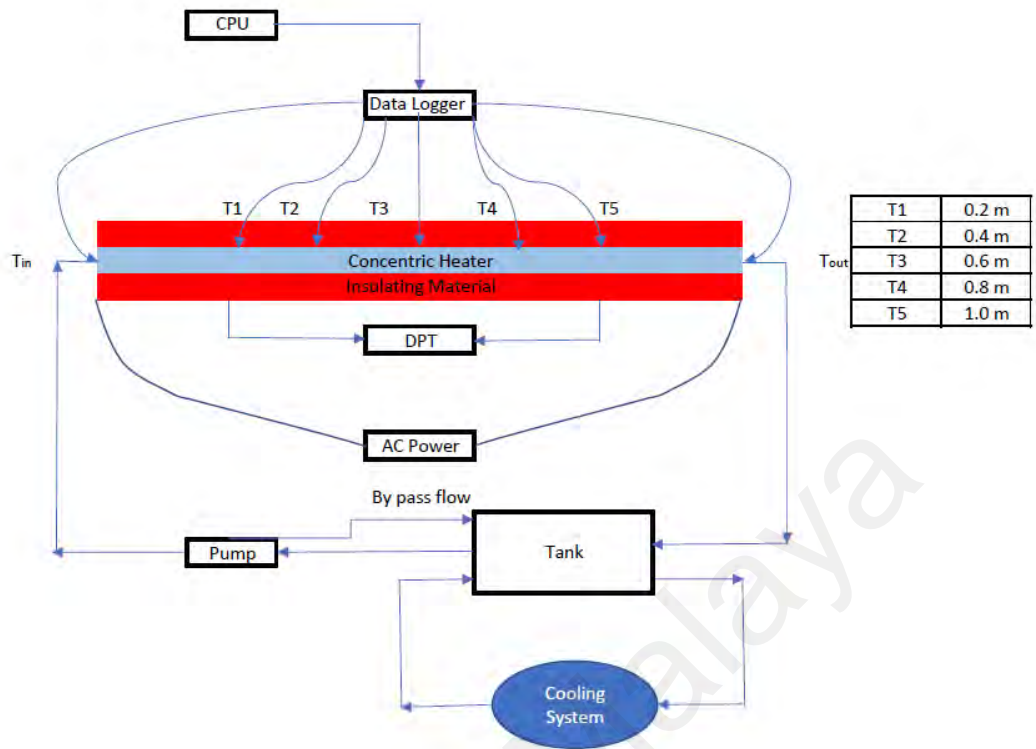 CPU
Data Logger
T1 T2 T3 T4 T5
Tin
Concentric Heater
Tout
Insulating Material
T1 0.2 m
T2 0.4 m
T3 0.6 m
T4 0.8 m
T5 1.0 m
DPT
AC Power
By pass flow
Pump
Tank
Cooling
System
alaya